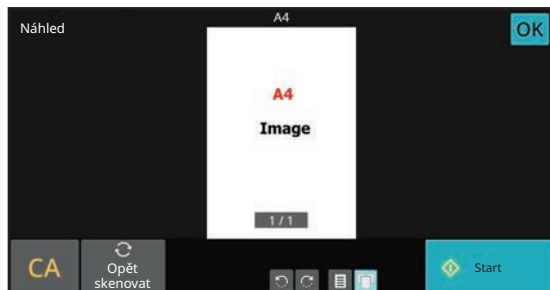 Náhled
A4
OK
A4
Image
1 / 1
CA
Opět
skenovat
Start